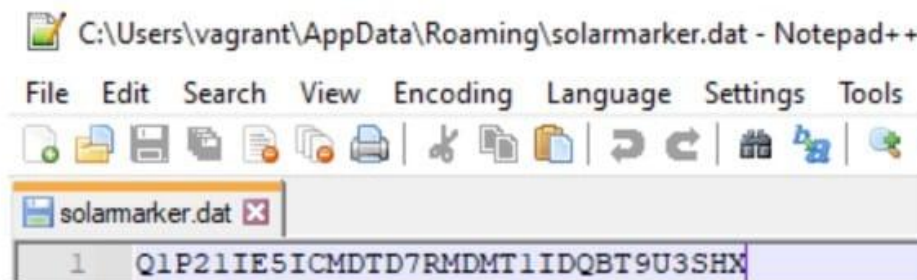 C:\Users\vagrant\AppData\Roaming\solarmarker.dat - Notepad++
File Edit Search View Encoding Language Settings Tools
solarmarker.dat
1 Q1P21IE5ICMDTD7RMDMT1IDQBT9U3SHX